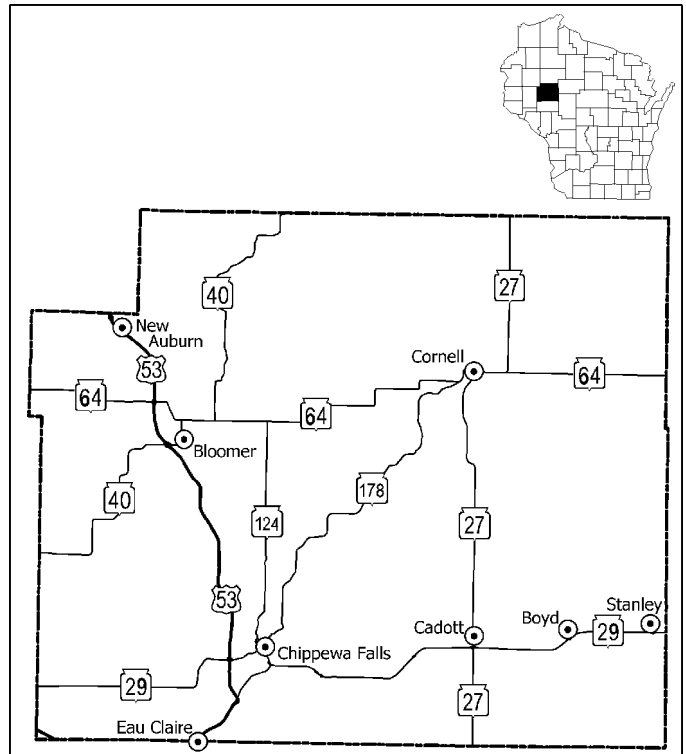 40
27
New
Auburn
53
Cornell
64
64
64
Bloomer
40
178
124
27
53
Stanley
Boyd
Cadott
29
Chippewa Falls
29
27
Eau Claire